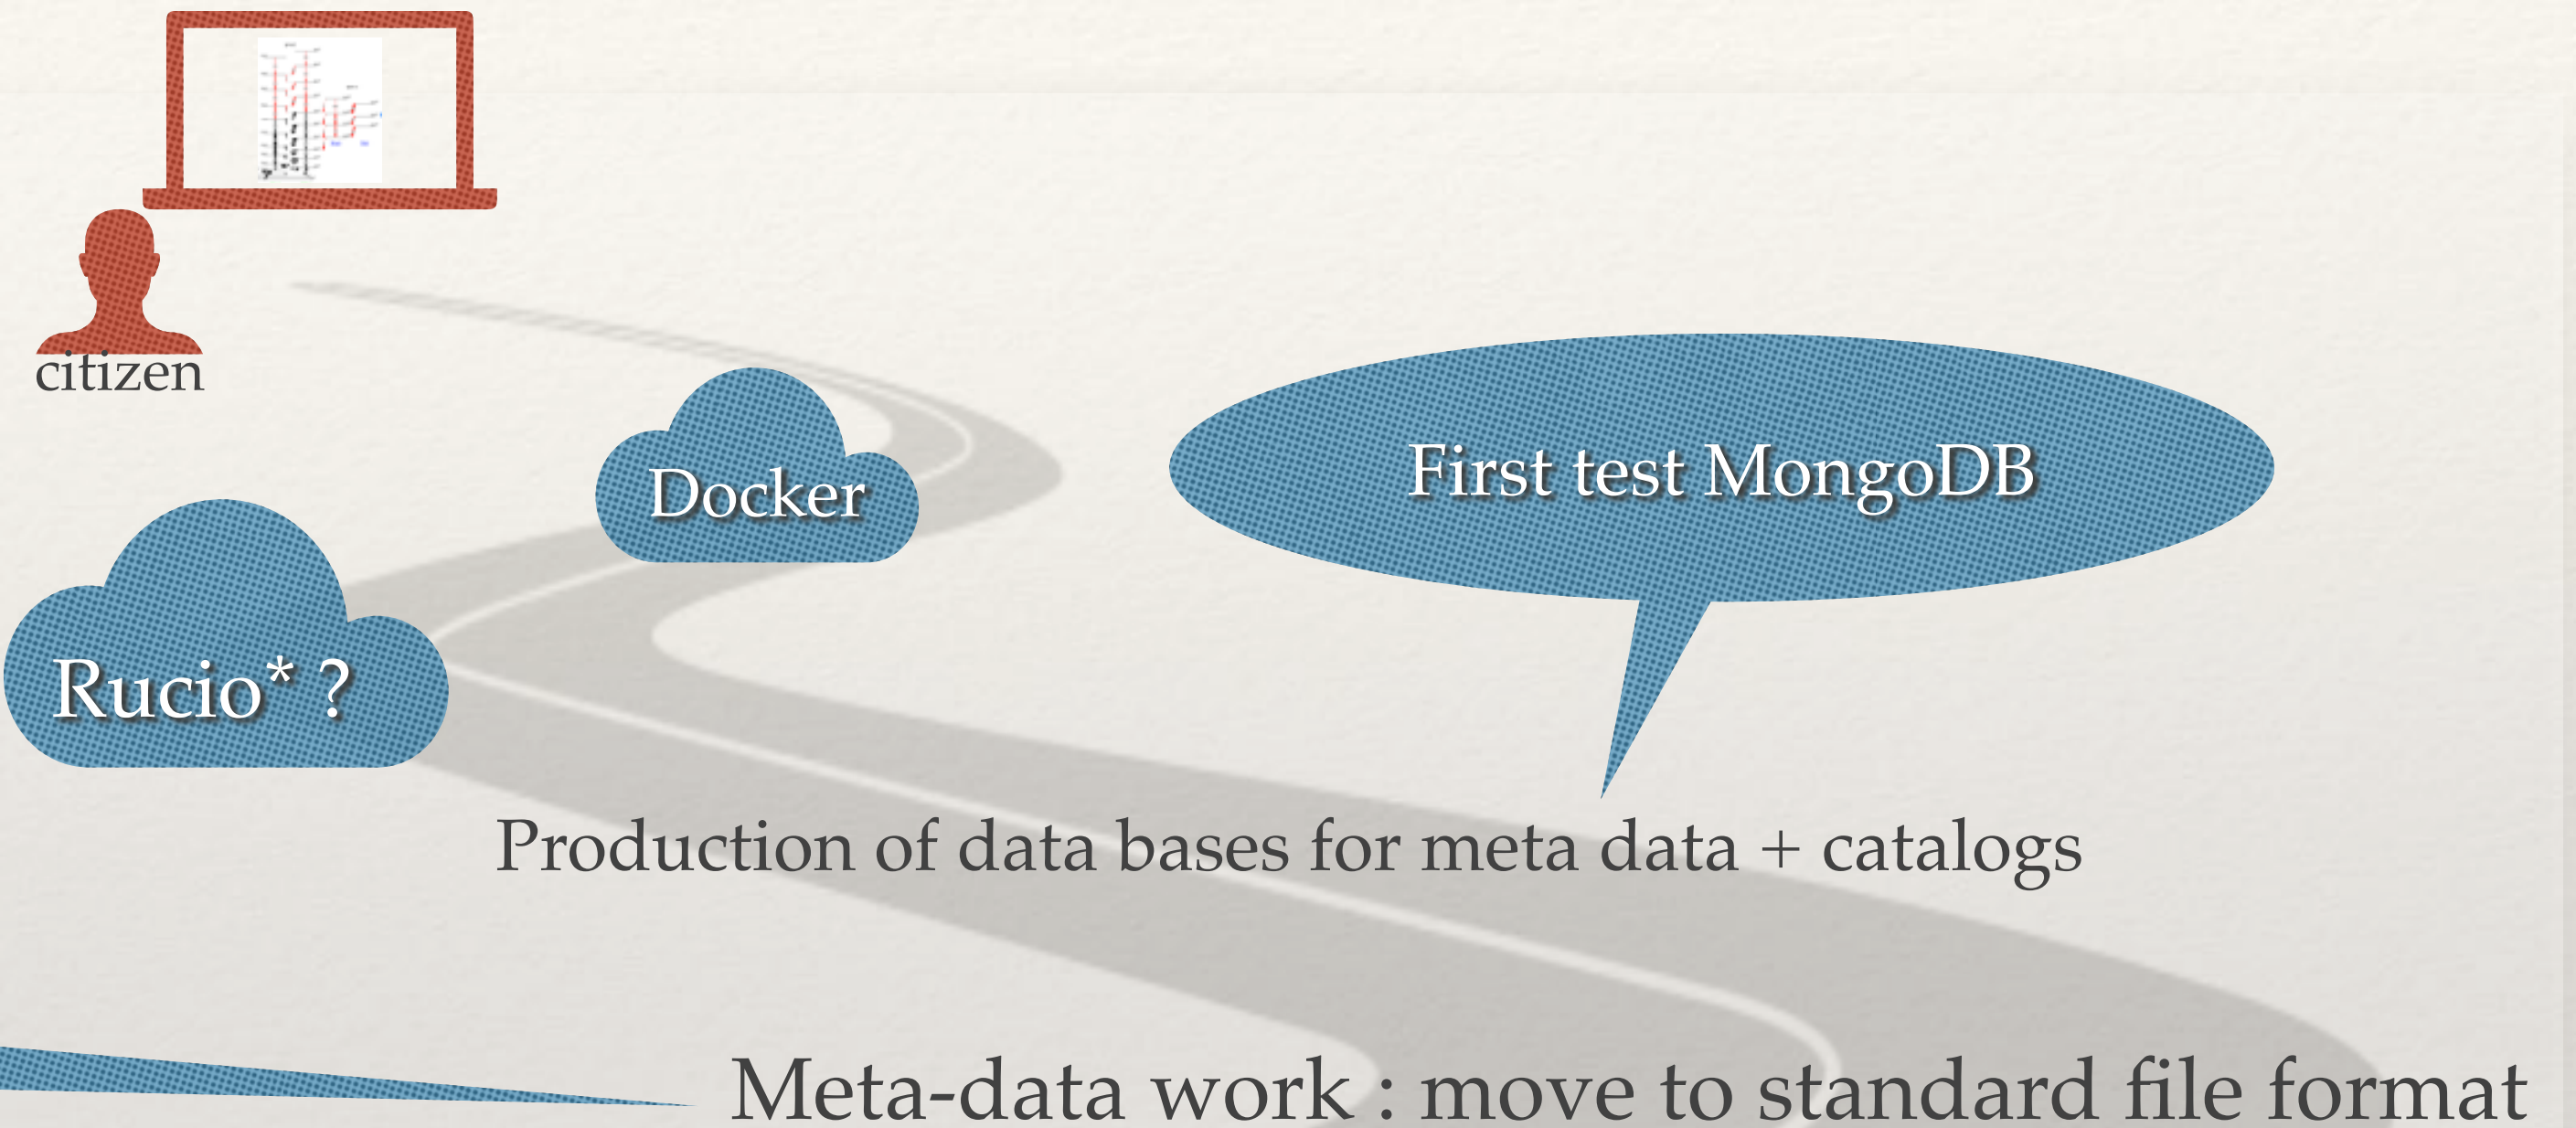 citizen
Docker
First test MongoDB
Rucio* ?
Production of data bases for meta data + catalogs
Meta-data work : move to standard file format